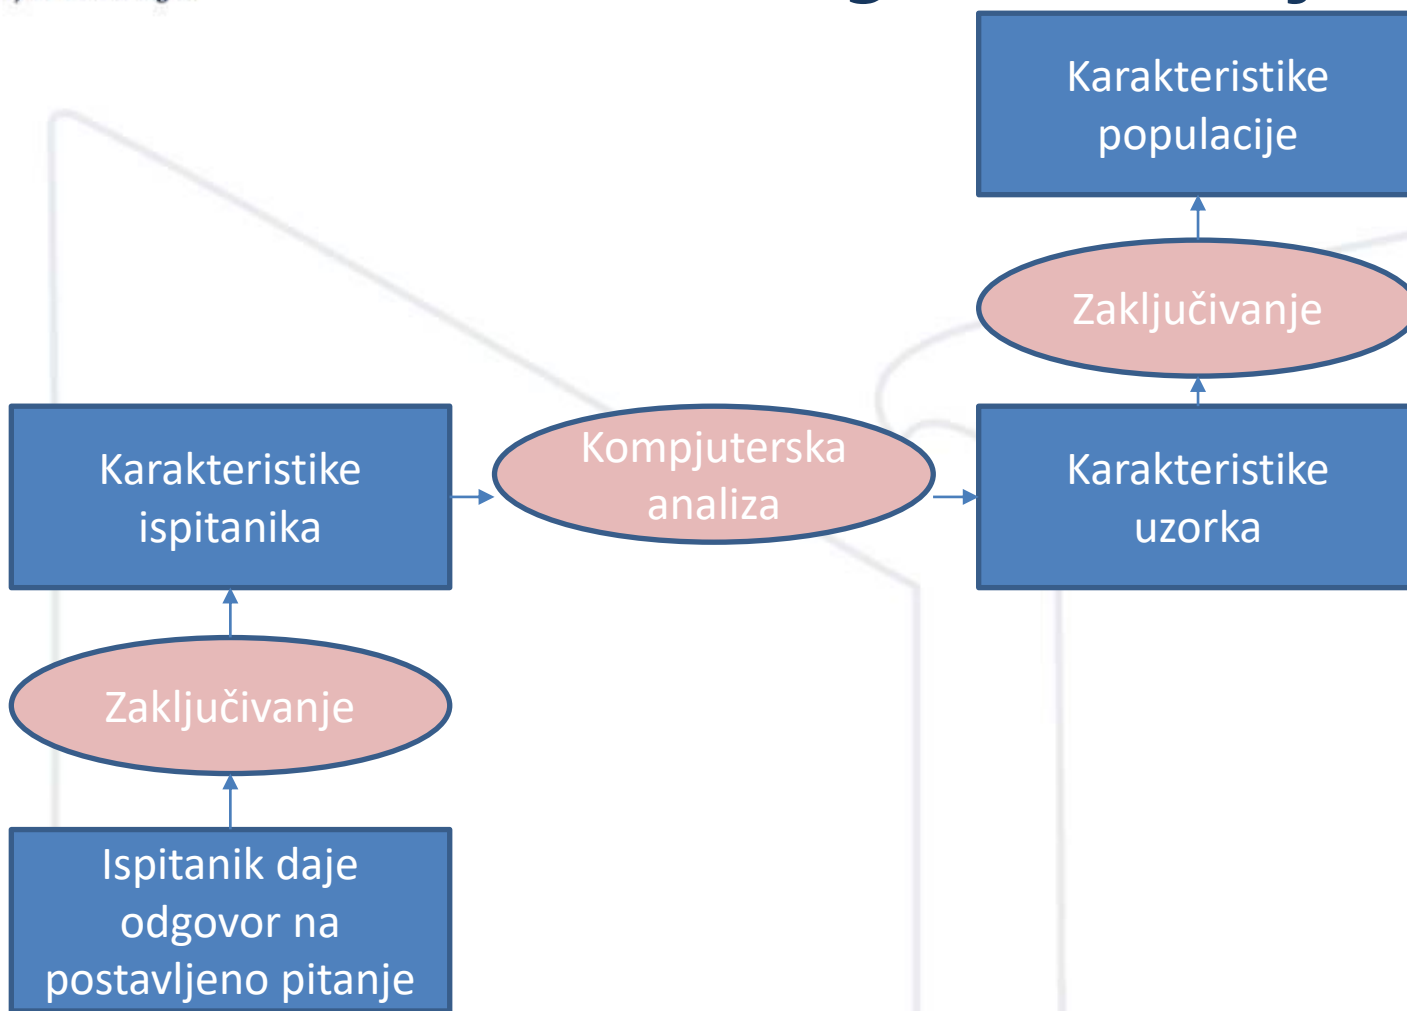 Karakteristike
populacije
Zaključivanje
Karakteristike
ispitanika
Kompjuterska
analiza
Karakteristike
uzorka
Zaključivanje
Ispitanik daje
odgovor na
postavljeno pitanje